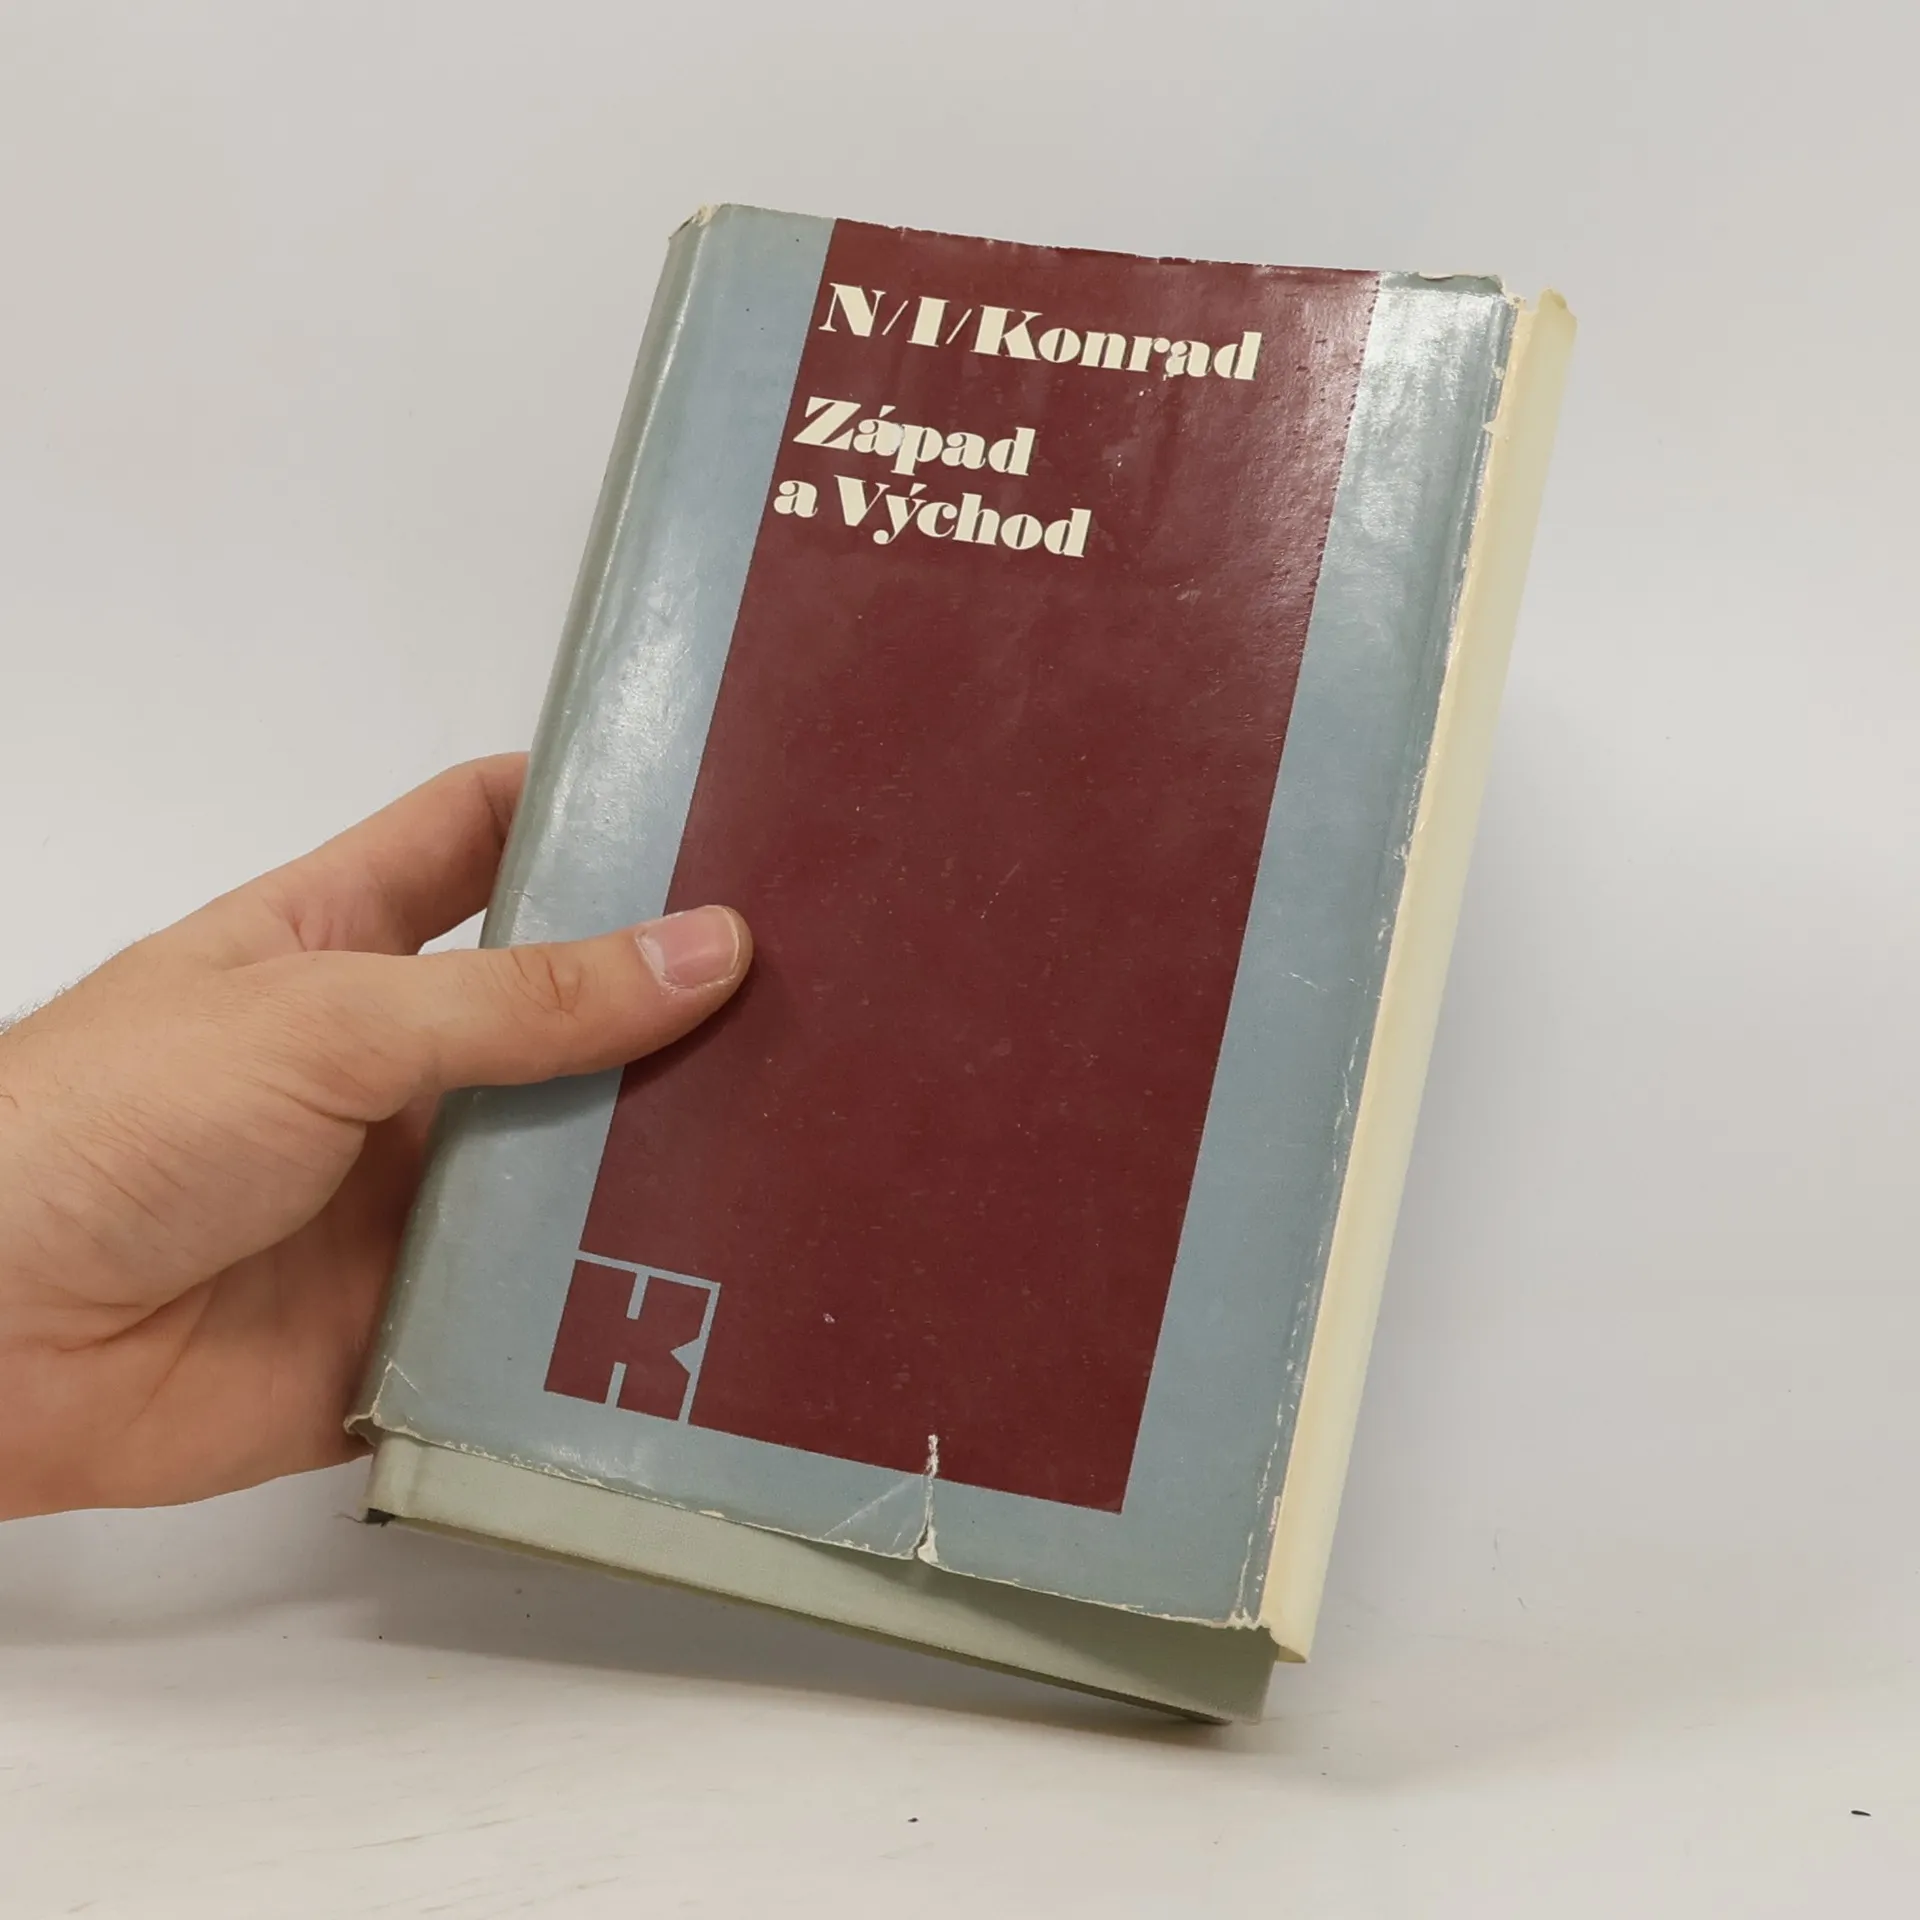 N/I/Konrad
Západ
a Východ
K